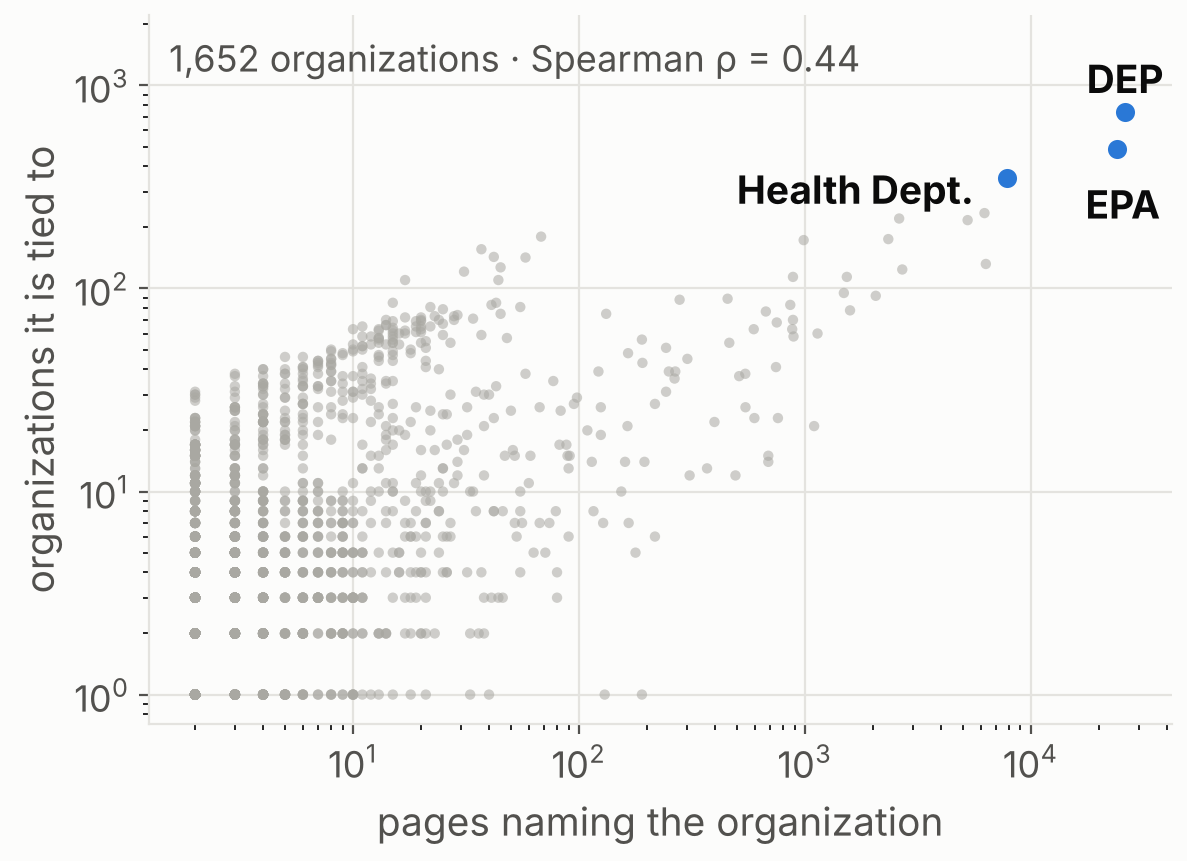 1,652 organizations · Spearman ρ = 0.44
DEP
Health Dept.
EPA
organizations it is tied to
10³
10²
10¹
10⁰
10¹ 10² 10³ 10⁴
pages naming the organization